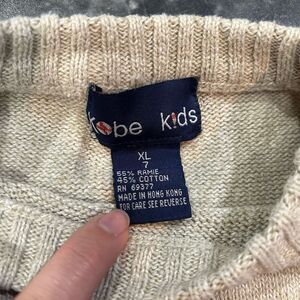 Kobe kids
XL
7
55% RAMIE
45% COTTON
RN 69377
MADE IN HONG KONG
FOR CARE SEE REVERSE